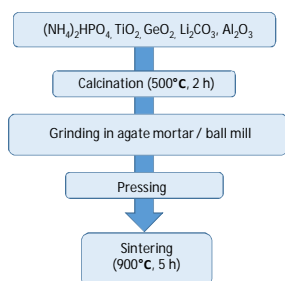 (NH₄)₂HPO₄, TiO₂, GeO₂, Li₂CO₃, Al₂O₃
Calcination (500°C, 2 h)
Grinding in agate mortar / ball mill
Pressing
Sintering
(900°C, 5 h)